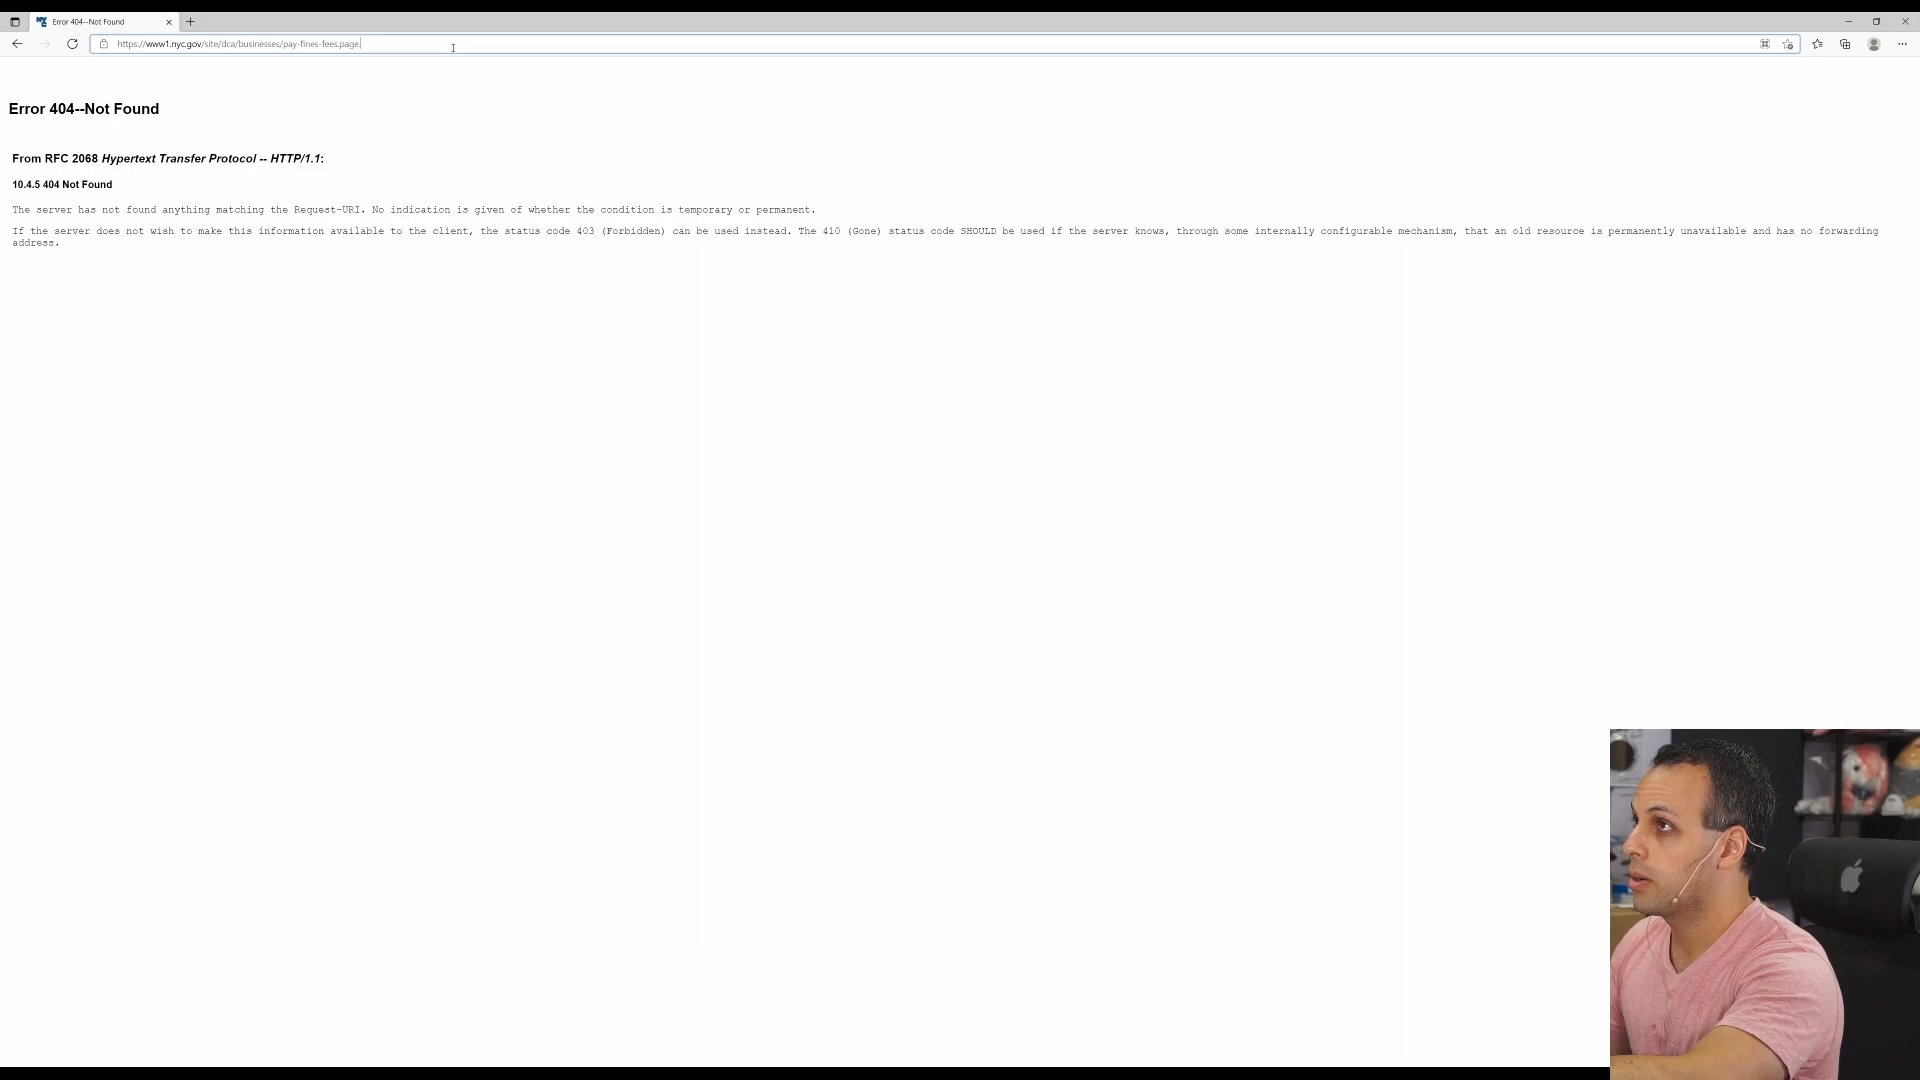 Error 404--Not Found
https://www1.nyc.gov/site/dca/businesses/pay-fines-fees.page.
Error 404--Not Found
From RFC 2068 Hypertext Transfer Protocol -- HTTP/1.1:
10.4.5 404 Not Found
The server has not found anything matching the Request-URI. No indication is given of whether the condition is temporary or permanent.
If the server does not wish to make this information available to the client, the status code 403 (Forbidden) can be used instead. The 410 (Gone) status code SHOULD be used if the server knows, through some internally configurable mechanism, that an old resource is permanently unavailable and has no forwarding
address.